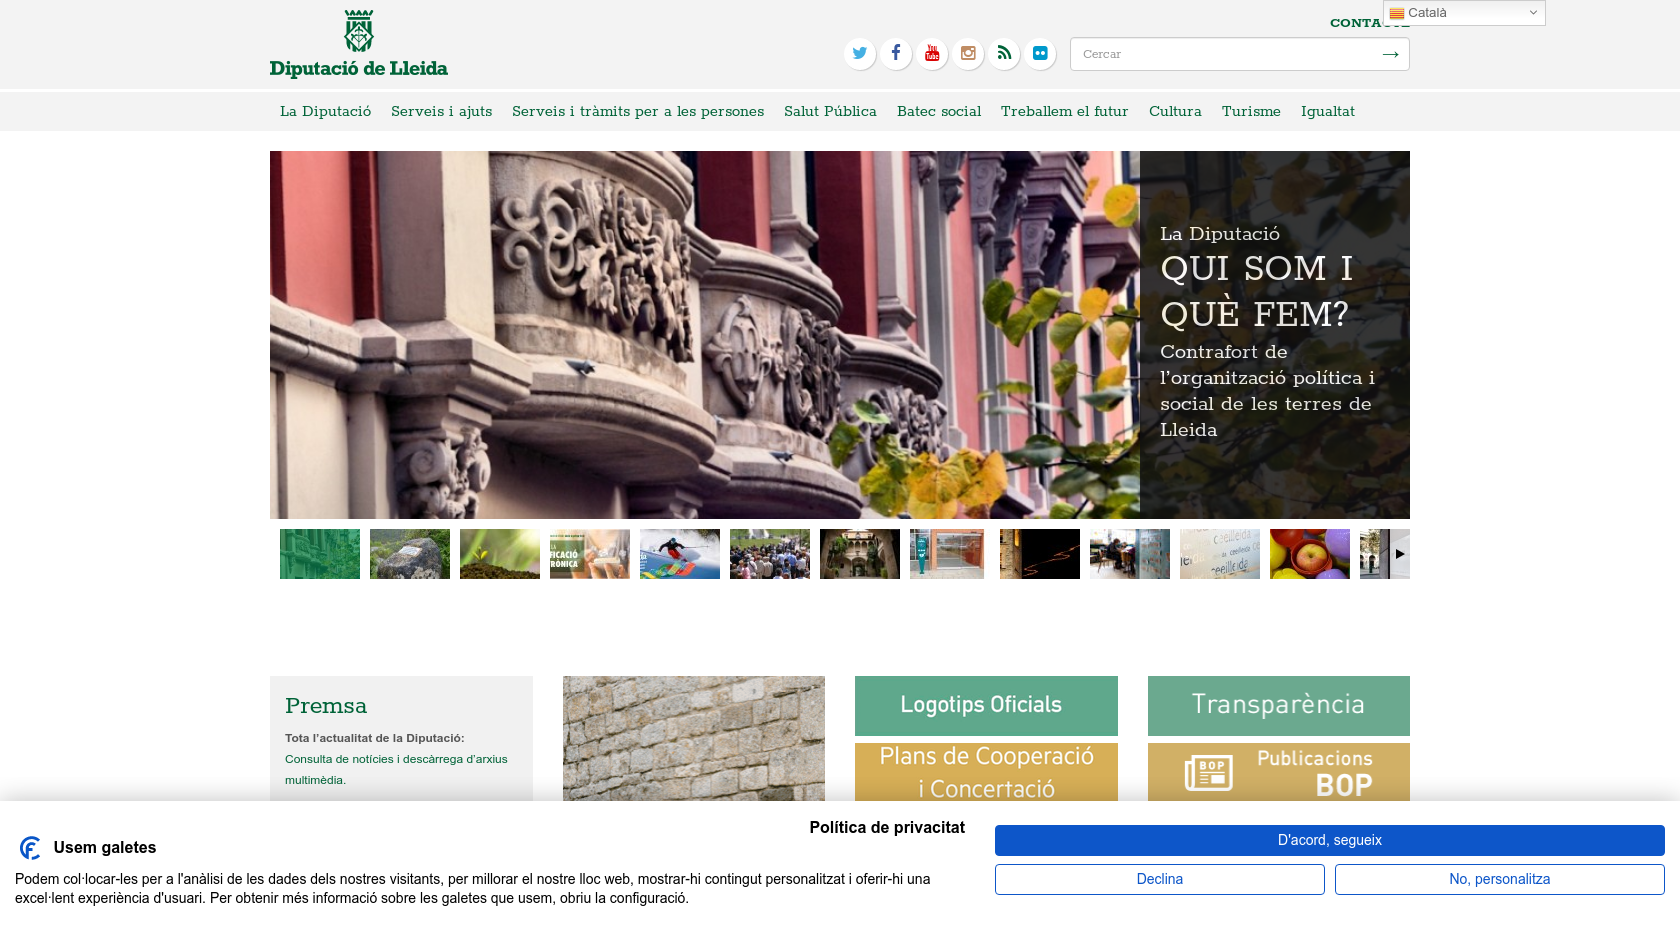 CONTACTE
Català
Diputació de Lleida
You
Tube
Cercar
La Diputació Serveis i ajuts Serveis i tràmits per a les persones Salut Pública Batec social Treballem el futur Cultura Turisme Igualtat
La Diputació
QUI SOM I
QUÈ FEM?
Contrafort de
l'organització política i
social de les terres de
Lleida
Premsa
Tota l'actualitat de la Diputació:
Consulta de notícies i descàrrega d'arxius
multimèdia.
Logotips Oficials
Plans de Cooperació
i Concertació
Transparència
BOP
Publicacions
BOP
Usem galetes
Política de privacitat
Podem col·locar-les per a l'anàlisi de les dades dels nostres visitants, per millorar el nostre lloc web, mostrar-hi contingut personalitzat i oferir-hi una
excel·lent experiència d'usuari. Per obtenir més informació sobre les galetes que usem, obriu la configuració.
D'acord, segueix
Declina
No, personalitza